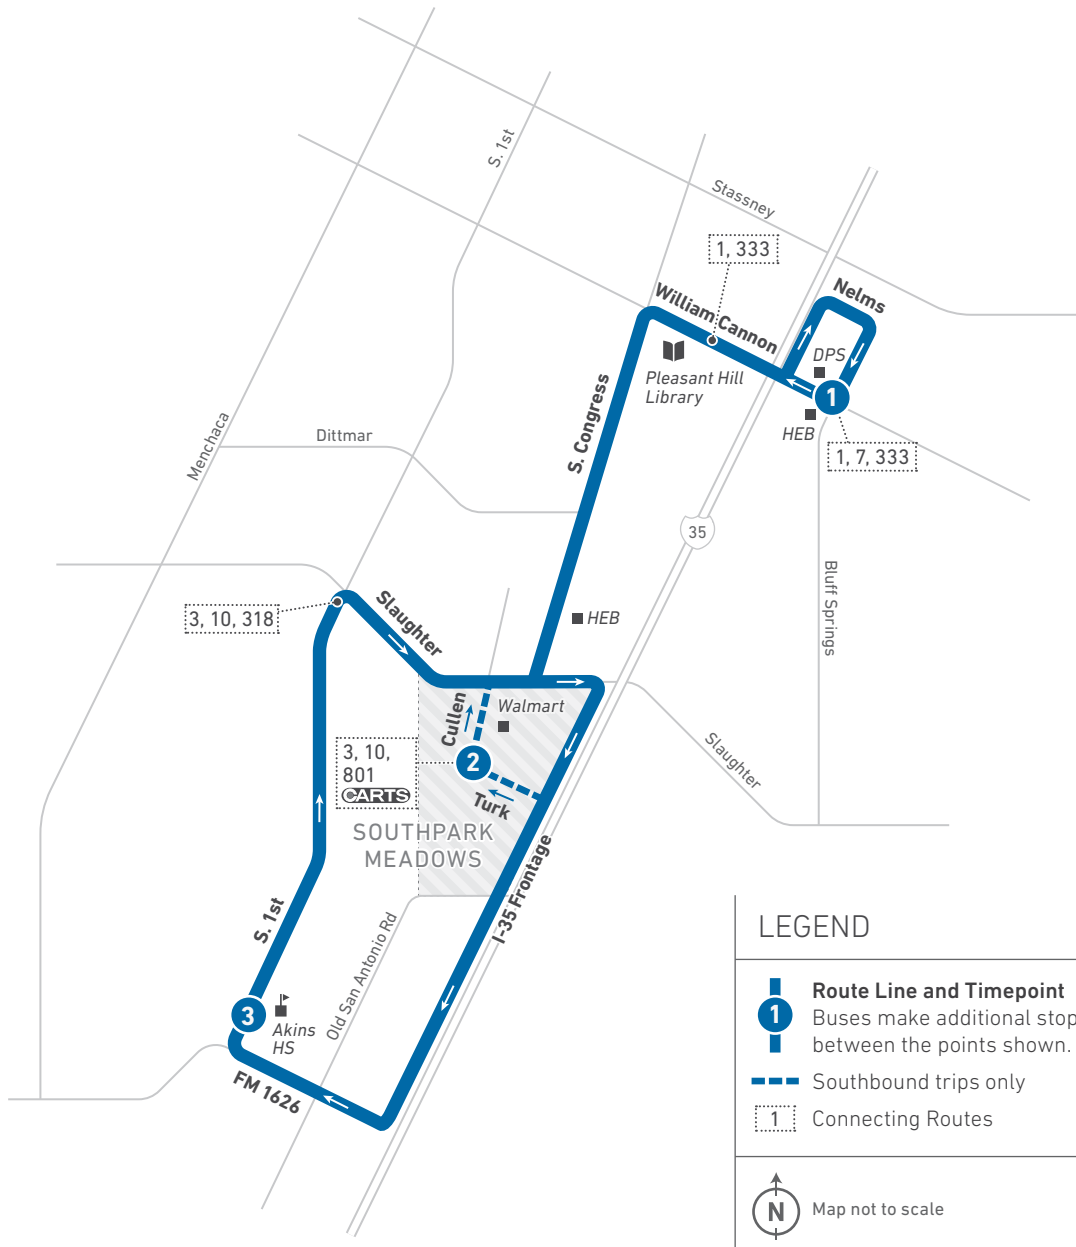 S. 1st
Stassney
1, 333
Nelms
William Cannon
DPS
Pleasant Hill
Library
1
HEB
1, 7, 333
Menchaca
S. Congress
Dittmar
35
Bluff Springs
3, 10, 318
Slaughter
HEB
Cullen
Walmart
3, 10,
801
CARTS
2
Turk
Slaughter
SOUTHPARK
MEADOWS
I-35 Frontage
S. 1st
Old San Antonio Rd
3
Akins
HS
FM 1626
LEGEND
Route Line and Timepoint
1
Buses make additional stop
between the points shown.
Southbound trips only
1
Connecting Routes
N
Map not to scale